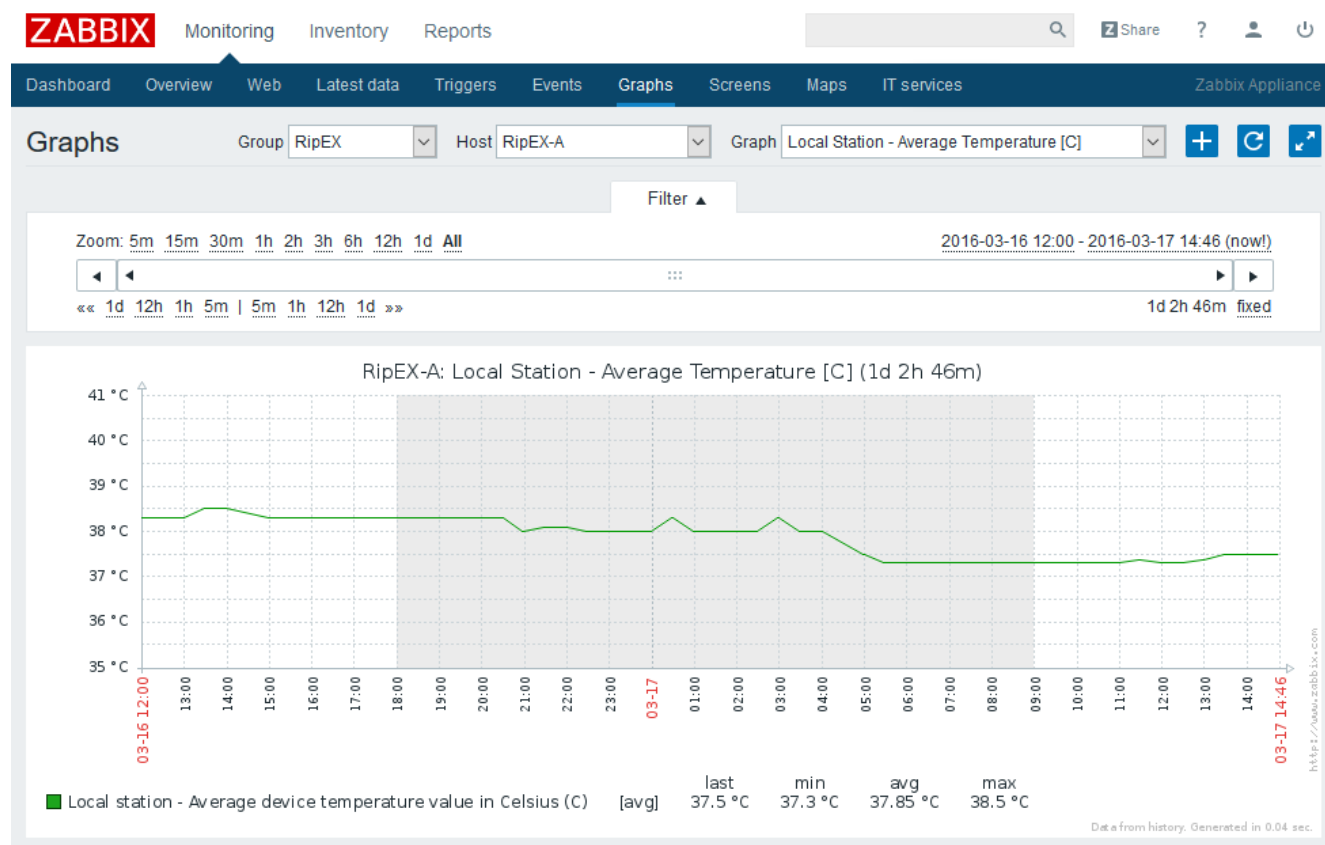 ZABBIX Monitoring Inventory Reports Z Share ?
Dashboard Overview Web Latest data Triggers Events Graphs Screens Maps IT services Zabbix Appliance
Graphs Group RipEX Host RipEX-A Graph Local Station - Average Temperature [C]
Filter ▲
Zoom: 5m 15m 30m 1h 2h 3h 6h 12h 1d All 2016-03-16 12:00 - 2016-03-17 14:46 (now!)
«« 1d 12h 1h 5m | 5m 1h 12h 1d »» 1d 2h 46m fixed
RipEX-A: Local Station - Average Temperature [C] (1d 2h 46m)
41 °C
40 °C
39 °C
38 °C
37 °C
36 °C
35 °C
03-16 12:00
13:00
14:00
15:00
16:00
17:00
18:00
19:00
20:00
21:00
22:00
23:00
03-17
01:00
02:00
03:00
04:00
05:00
06:00
07:00
08:00
09:00
10:00
11:00
12:00
13:00
14:00
03-17 14:46
http://www.zabbix.com
last min avg max
Local station - Average device temperature value in Celsius (C) [avg] 37.5 °C 37.3 °C 37.85 °C 38.5 °C
Data from history. Generated in 0.04 sec.